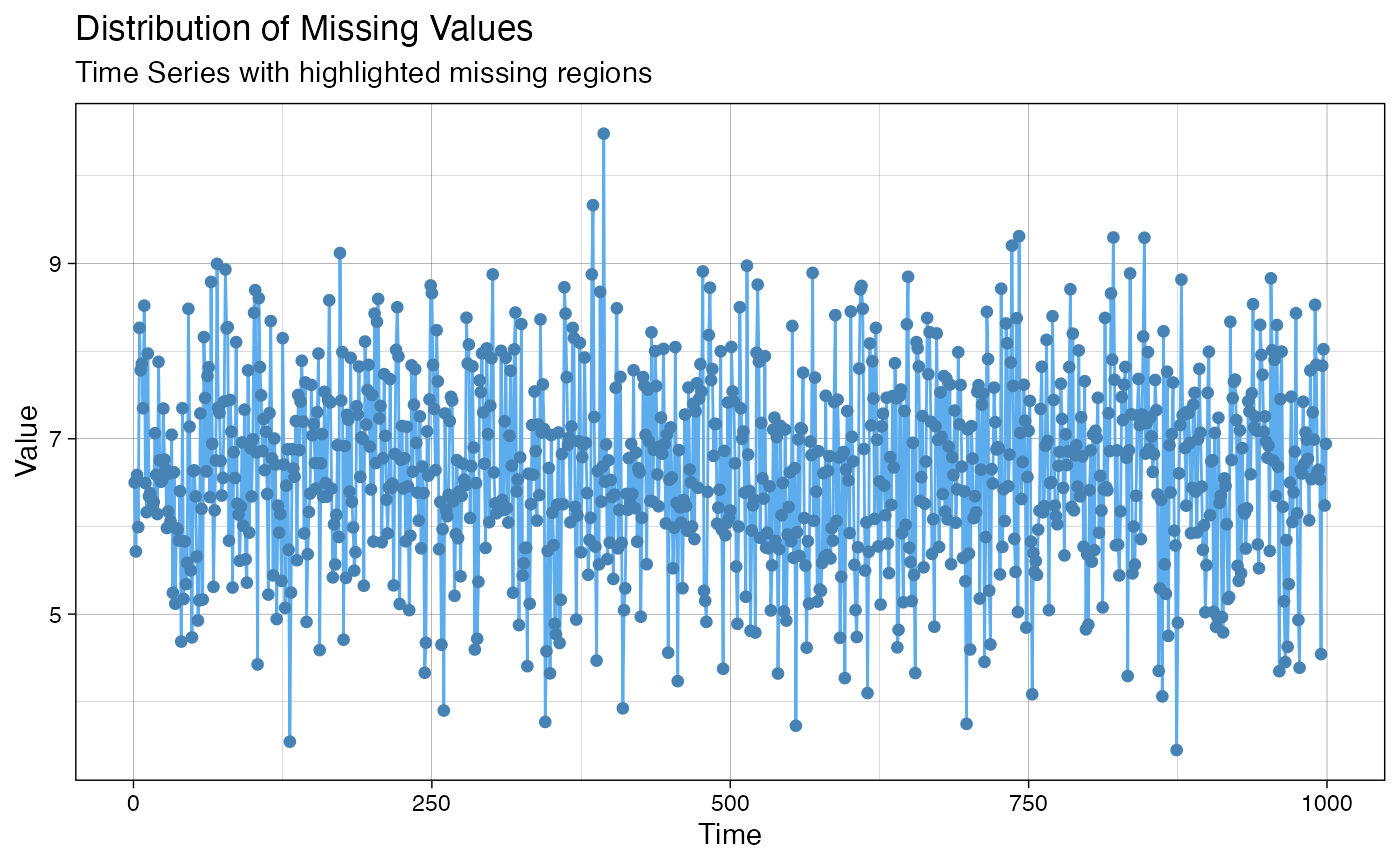 Distribution of Missing Values
Time Series with highlighted missing regions
Value
9
7
5
0 250 500 750 1000
Time